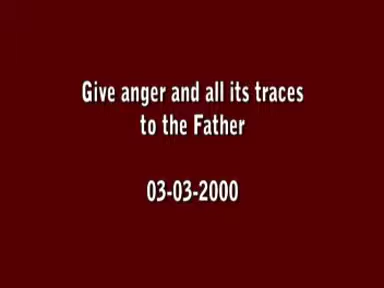 Give anger and all its traces
to the Father
03-03-2000